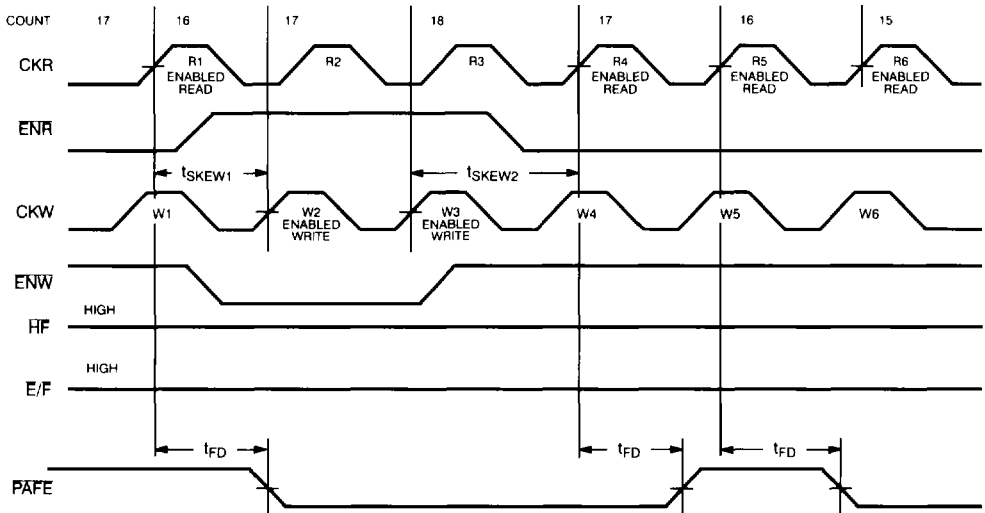 COUNT 17 16 17 18 17 16 15
CKR R1 ENABLED READ R2 R3 R4 ENABLED READ R5 ENABLED READ R6 ENABLED READ
ENR
tSKEW1 tSKEW2
CKW W1 W2 ENABLED WRITE W3 ENABLED WRITE W4 W5 W6
ENW
HIGH
HF
HIGH
E/F
tFD tFD tFD
PAFE